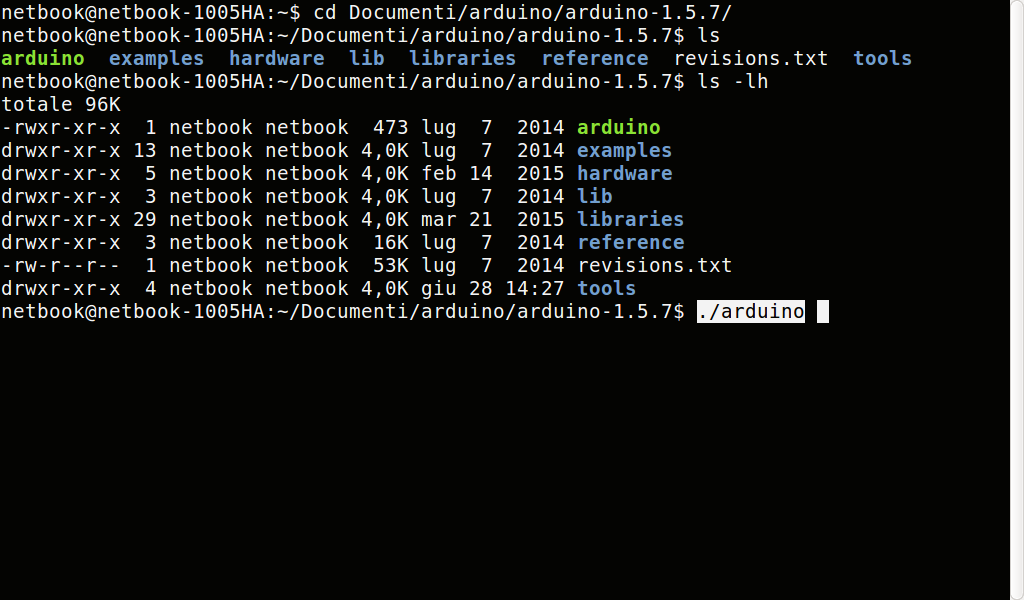 netbook@netbook-1005HA:~$ cd Documenti/arduino/arduino-1.5.7/
netbook@netbook-1005HA:~/Documenti/arduino/arduino-1.5.7$ ls
arduino  examples  hardware  lib  libraries  reference  revisions.txt  tools
netbook@netbook-1005HA:~/Documenti/arduino/arduino-1.5.7$ ls -lh
totale 96K
-rwxr-xr-x  1 netbook netbook  473 lug  7  2014 arduino
drwxr-xr-x 13 netbook netbook 4,0K lug  7  2014 examples
drwxr-xr-x  5 netbook netbook 4,0K feb 14  2015 hardware
drwxr-xr-x  3 netbook netbook 4,0K lug  7  2014 lib
drwxr-xr-x 29 netbook netbook 4,0K mar 21  2015 libraries
drwxr-xr-x  3 netbook netbook  16K lug  7  2014 reference
-rw-r--r--  1 netbook netbook  53K lug  7  2014 revisions.txt
drwxr-xr-x  4 netbook netbook 4,0K giu 28 14:27 tools
netbook@netbook-1005HA:~/Documenti/arduino/arduino-1.5.7$ ./arduino